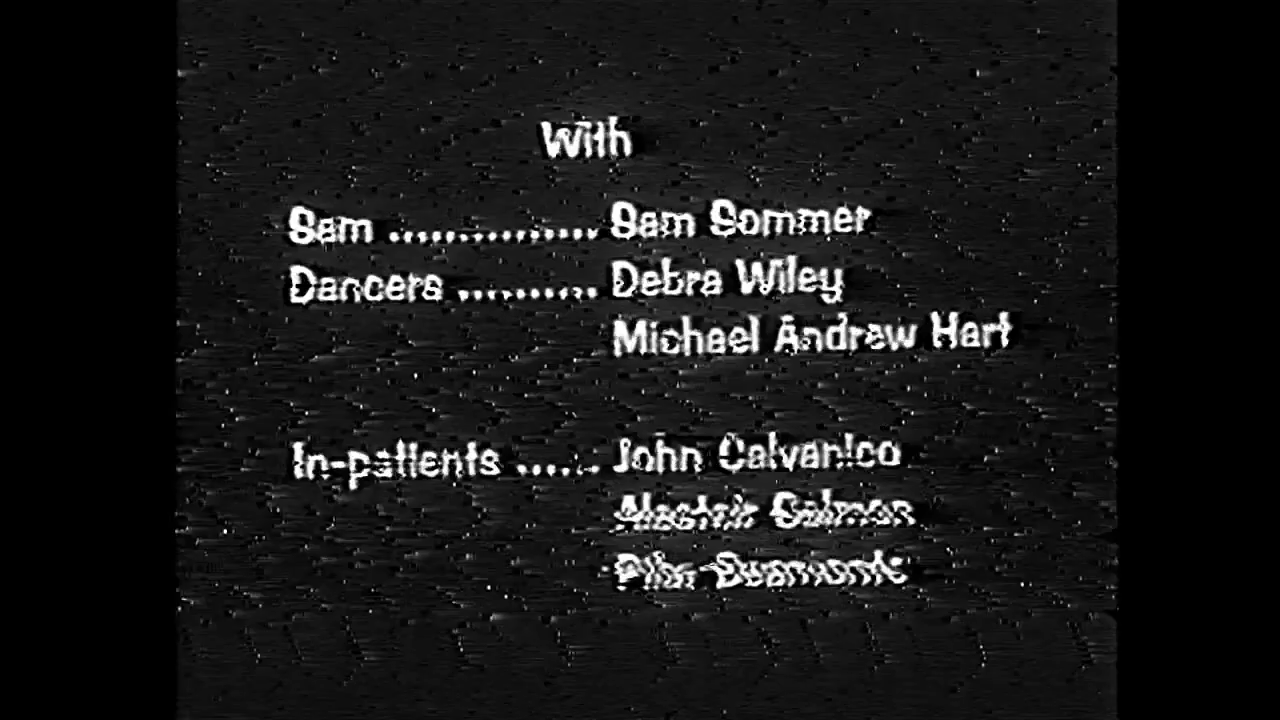 With
Sam ............... Sam Sommer
Dancers .......... Debra Wiley
Michael Andrew Hart
In-patients ...... John Calvanico